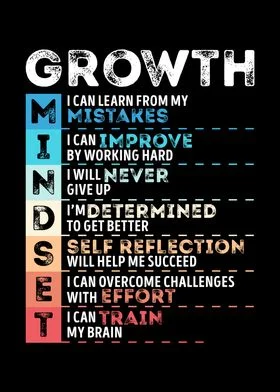 GROWTH
M I CAN LEARN FROM MY
MISTAKES
I I CAN IMPROVE
BY WORKING HARD
N I WILL NEVER
GIVE UP
D I'M DETERMINED
TO GET BETTER
S SELF REFLECTION
WILL HELP ME SUCCEED
E I CAN OVERCOME CHALLENGES
WITH EFFORT
T I CAN TRAIN
MY BRAIN